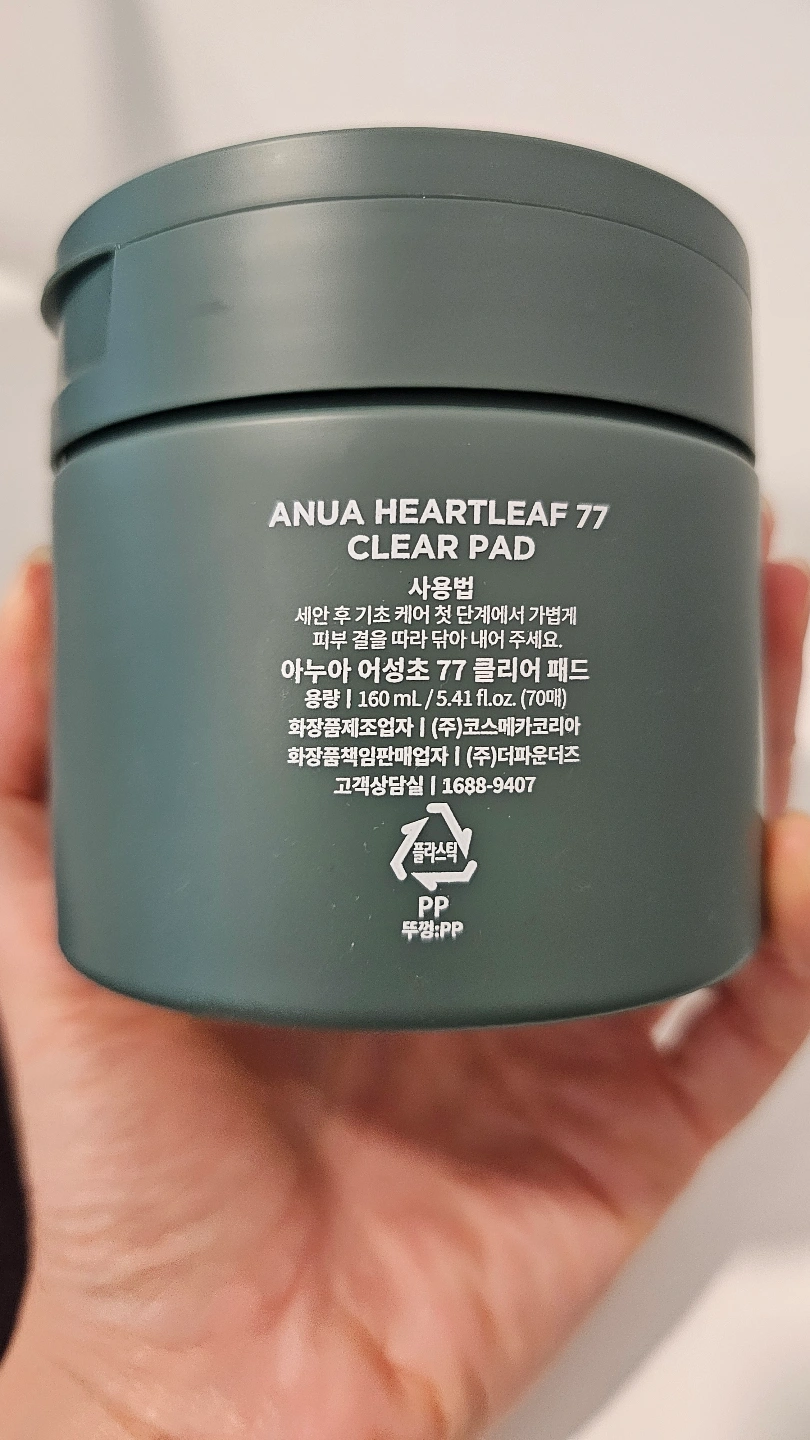 ANUA HEARTLEAF 77
CLEAR PAD
사용법
세안 후 기초 케어 첫 단계에서 가볍게
피부 결을 따라 닦아 내어 주세요.
아누아 어성초 77 클리어 패드
용량 | 160 mL / 5.41 fl.oz. (70매)
화장품제조업자 | (주)코스메카코리아
화장품책임판매업자 | (주)더파운더즈
고객상담실 | 1688-9407
플라스틱
PP
뚜껑:PP